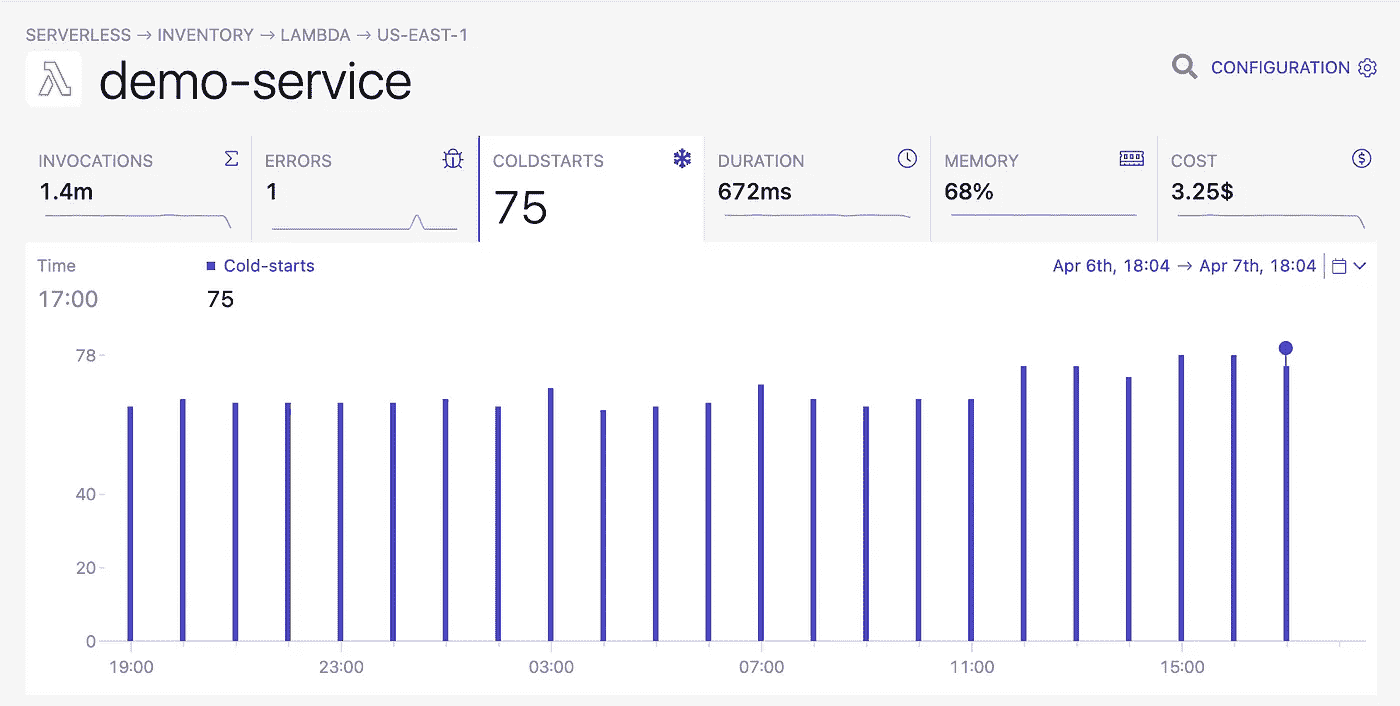 SERVERLESS → INVENTORY → LAMBDA → US-EAST-1
demo-service
CONFIGURATION
INVOCATIONS
1.4m
ERRORS
1
COLDSTARTS
75
DURATION
672ms
MEMORY
68%
COST
3.25$
Time
17:00
Cold-starts
75
Apr 6th, 18:04 → Apr 7th, 18:04
78
40
20
0
19:00 23:00 03:00 07:00 11:00 15:00